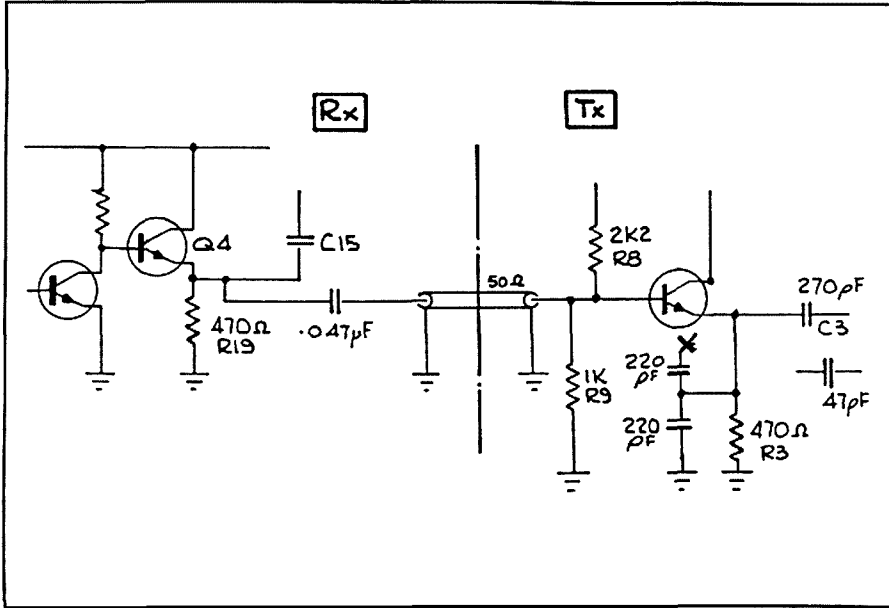 Rx
Tx
Q4
C15
470Ω
R19
.047µF
50Ω
2K2
R8
1K
R9
220
pF
220
pF
270pF
C3
47pF
470Ω
R3